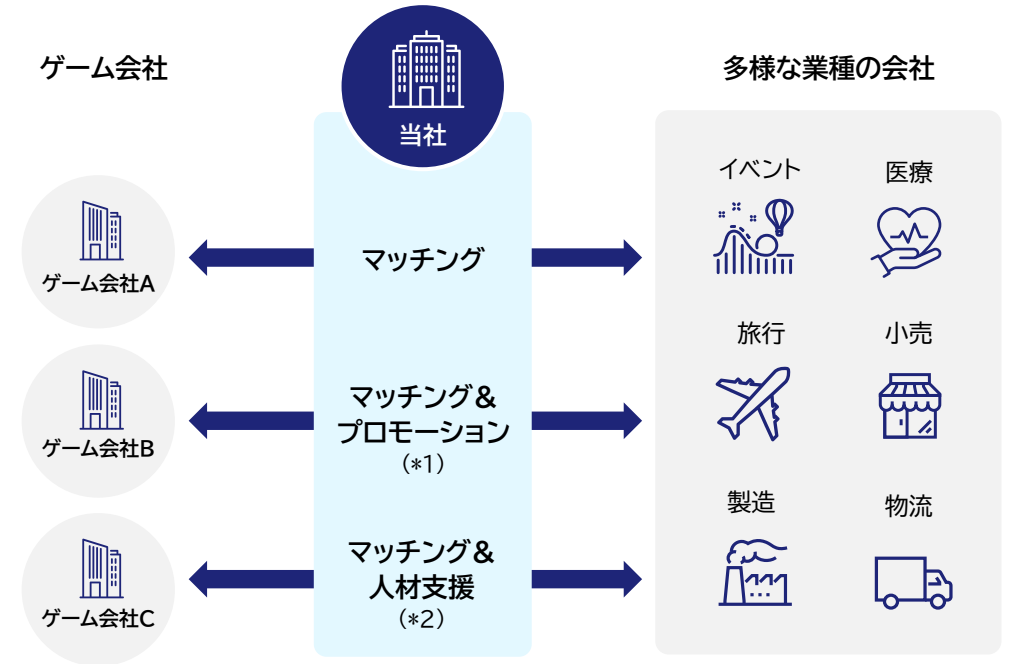 ゲーム会社
当社
多様な業種の会社
ゲーム会社A
ゲーム会社B
ゲーム会社C
マッチング
マッチング&
プロモーション
(*1)
マッチング&
人材支援
(*2)
イベント
医療
旅行
小売
製造
物流